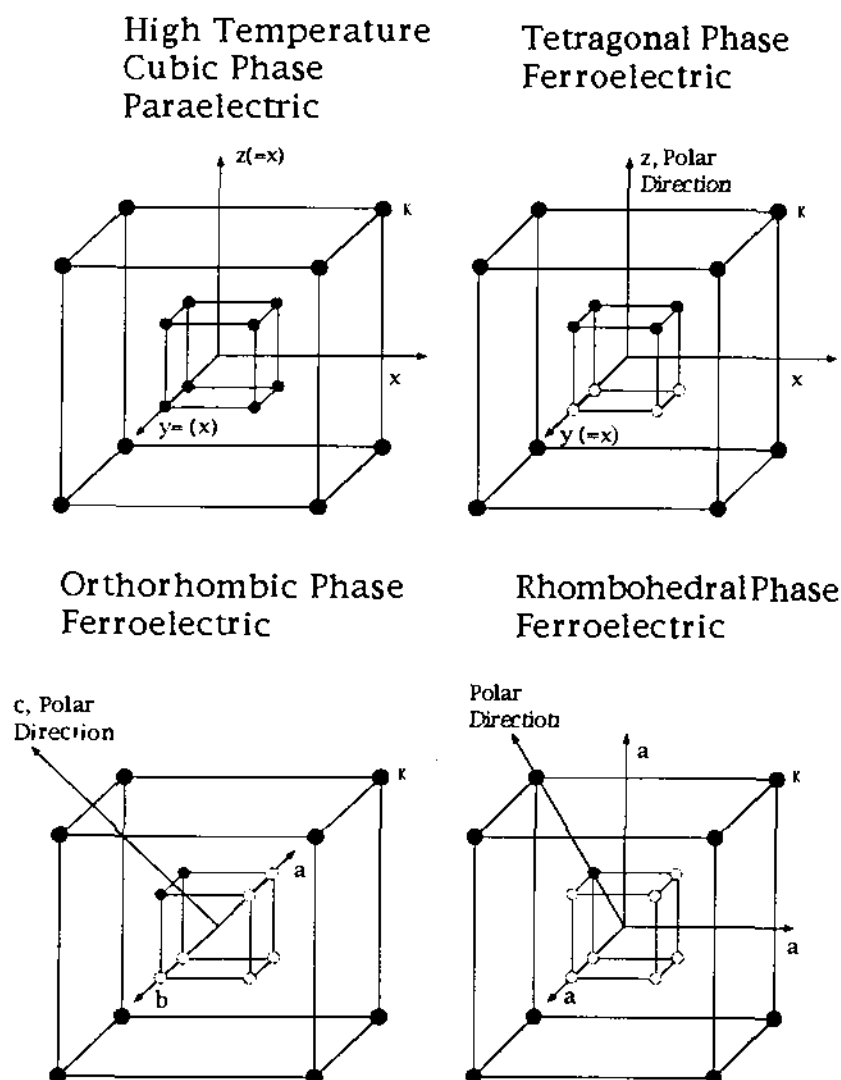 High Temperature
Cubic Phase
Paraelectric
z(=x)
K
x
y= (x)
Tetragonal Phase
Ferroelectric
z, Polar
Direction
K
x
y (=x)
Orthorhombic Phase
Ferroelectric
c, Polar
Direction
K
a
b
Rhombohedral Phase
Ferroelectric
Polar
Direction
a
K
a
a